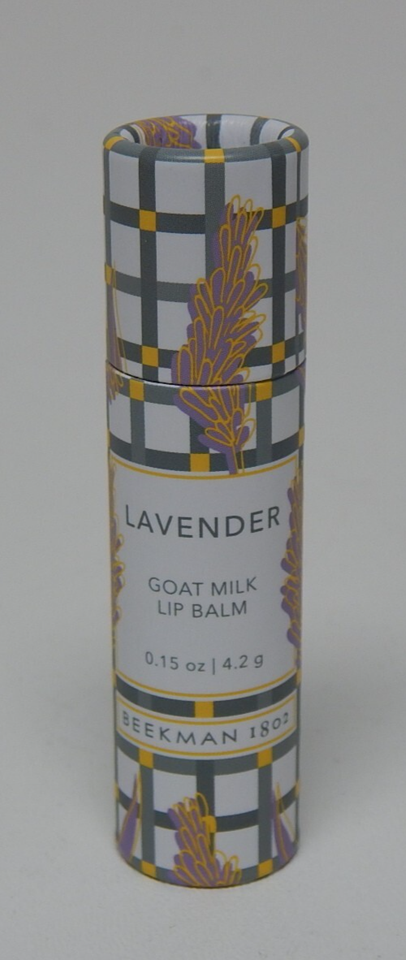 LAVENDER
GOAT MILK
LIP BALM
0.15 oz | 4.2 g
BEEKMAN 1802